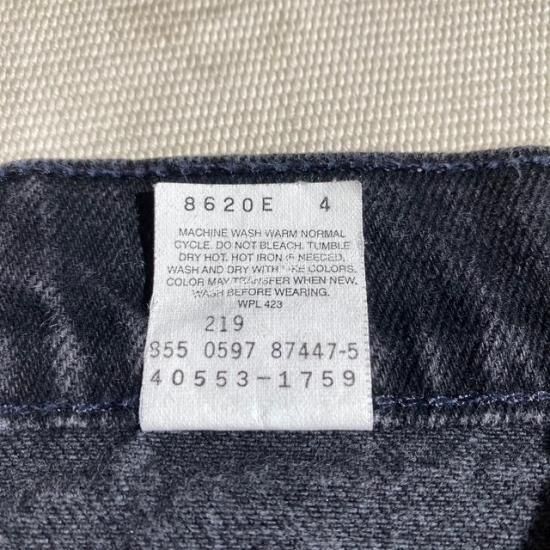 8620E 4
MACHINE WASH WARM NORMAL
CYCLE. DO NOT BLEACH. TUMBLE
DRY HOT. HOT IRON IF NEEDED,
WASH AND DRY WITH LIKE COLORS.
COLOR MAY TRANSFER WHEN NEW.
WASH BEFORE WEARING.
WPL 423
219
855 0597 87447-5
40553-1759